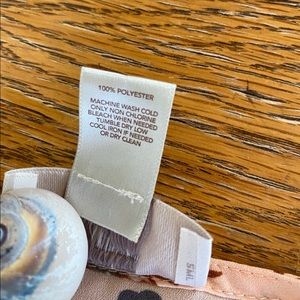 100% POLYESTER
MACHINE WASH COLD
ONLY NON CHLORINE
BLEACH WHEN NEEDED
TUMBLE DRY LOW
COOL IRON IF NEEDED
OR DRY CLEAN